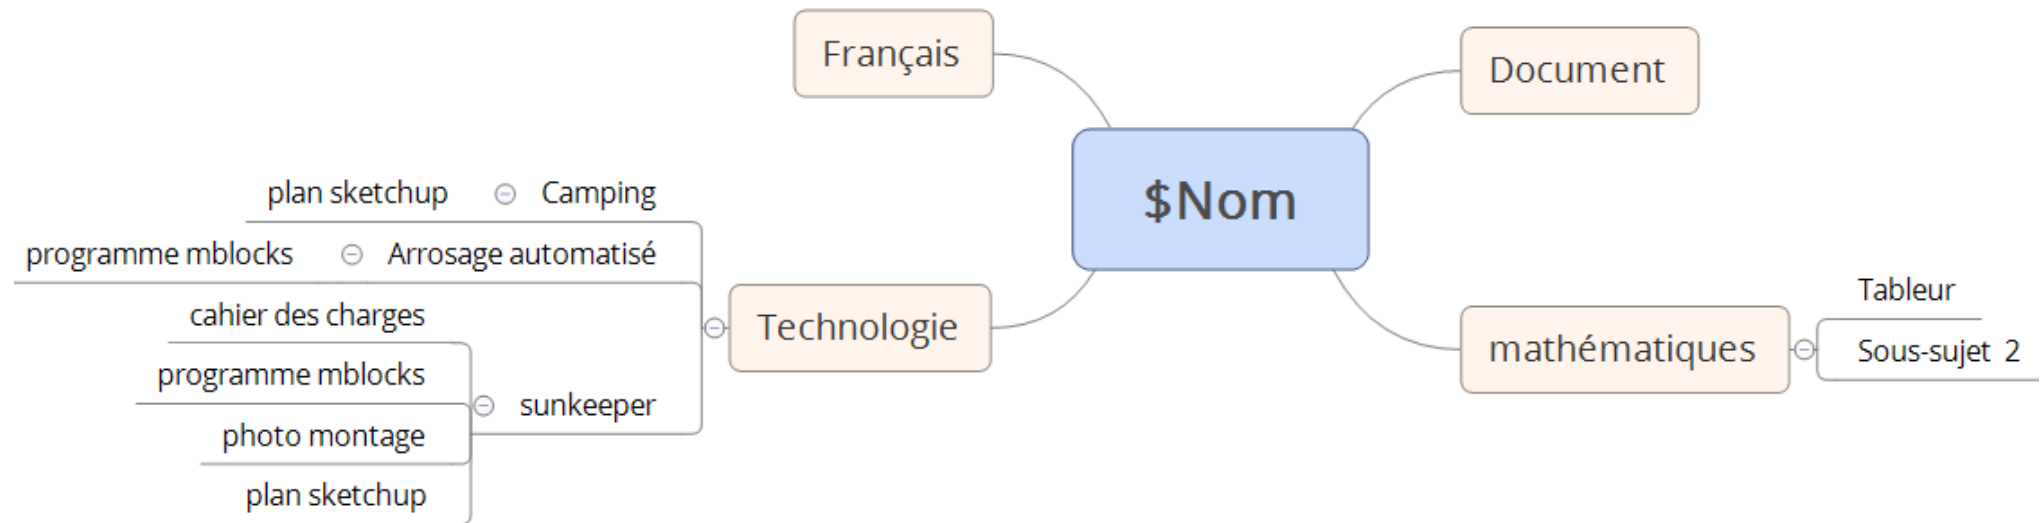 Français
Document
$Nom
plan sketchup
Camping
programme mblocks
Arrosage automatisé
cahier des charges
programme mblocks
photo montage
plan sketchup
sunkeeper
Technologie
mathématiques
Tableur
Sous-sujet 2